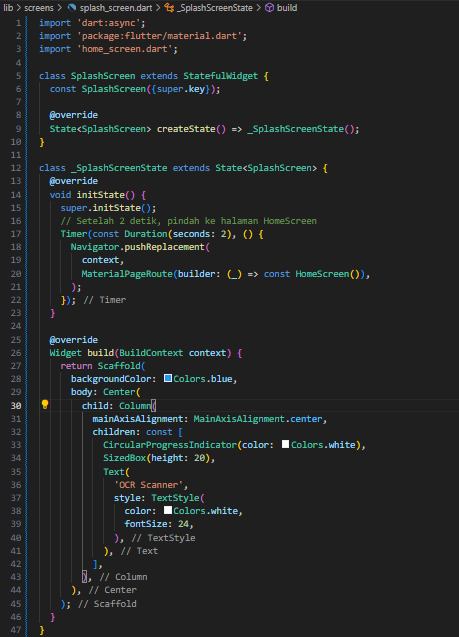 lib > screens > splash_screen.dart > _SplashScreenState > build
1 import 'dart:async';
2 import 'package:flutter/material.dart';
3 import 'home_screen.dart';
4
5 class SplashScreen extends StatefulWidget {
6   const SplashScreen({super.key});
7
8   @override
9   State<SplashScreen> createState() => _SplashScreenState();
10 }
11
12 class _SplashScreenState extends State<SplashScreen> {
13   @override
14   void initState() {
15     super.initState();
16     // Setelah 2 detik, pindah ke halaman HomeScreen
17     Timer(const Duration(seconds: 2), () {
18       Navigator.pushReplacement(
19         context,
20         MaterialPageRoute(builder: (_) => const HomeScreen()),
21       );
22     }); // Timer
23   }
24
25   @override
26   Widget build(BuildContext context) {
27     return Scaffold(
28       backgroundColor: Colors.blue,
29       body: Center(
30         child: Column(
31           mainAxisAlignment: MainAxisAlignment.center,
32           children: const [
33             CircularProgressIndicator(color: Colors.white),
34             SizedBox(height: 20),
35             Text(
36               'OCR Scanner',
37               style: TextStyle(
38                 color: Colors.white,
39                 fontSize: 24,
40               ), // TextStyle
41             ), // Text
42           ],
43         ), // Column
44       ), // Center
45     ); // Scaffold
46   }
47 }